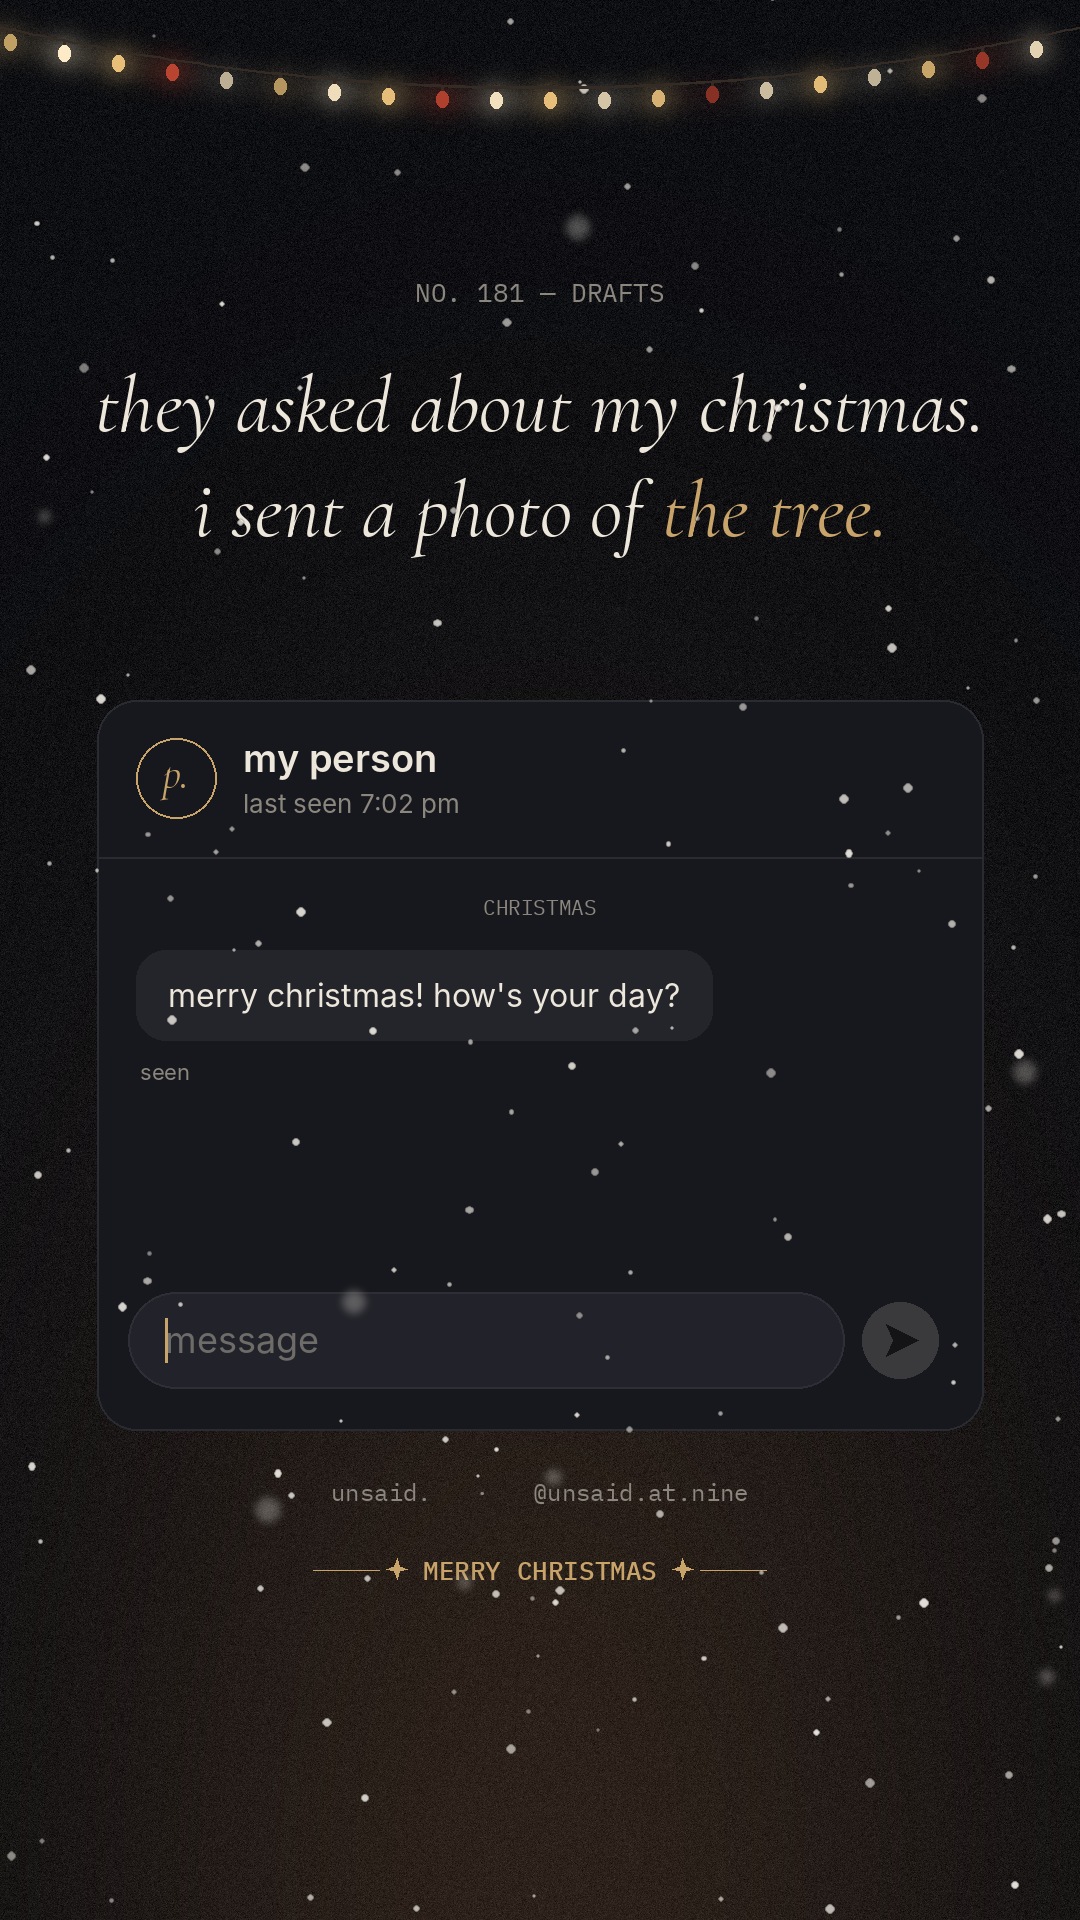 NO. 181 — DRAFTS
they asked about my christmas.
i sent a photo of the tree.
p.
my person
last seen 7:02 pm
CHRISTMAS
merry christmas! how's your day?
seen
message
unsaid. · @unsaid.at.nine
MERRY CHRISTMAS